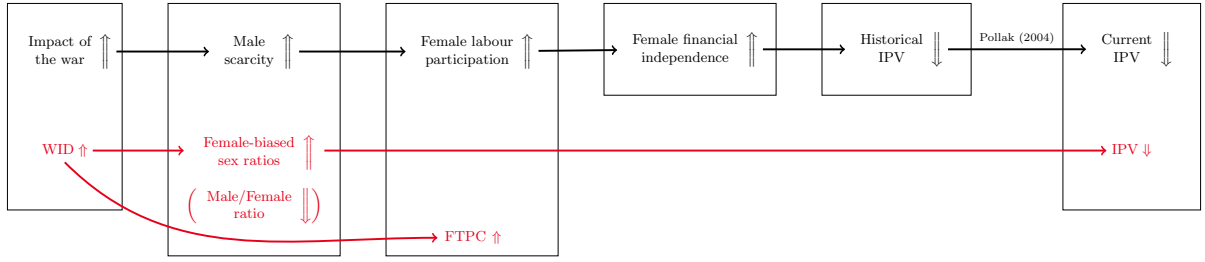 Impact of ⇑
the war
Male ⇑
scarcity
Female labour ⇑
participation
Female financial ⇑
independence
Historical ⇓
IPV
Pollak (2004)
Current ⇓
IPV
WID ⇑
Female-biased ⇑
sex ratios
( Male/Female ⇓ )
ratio
IPV ⇓
FTPC ⇑